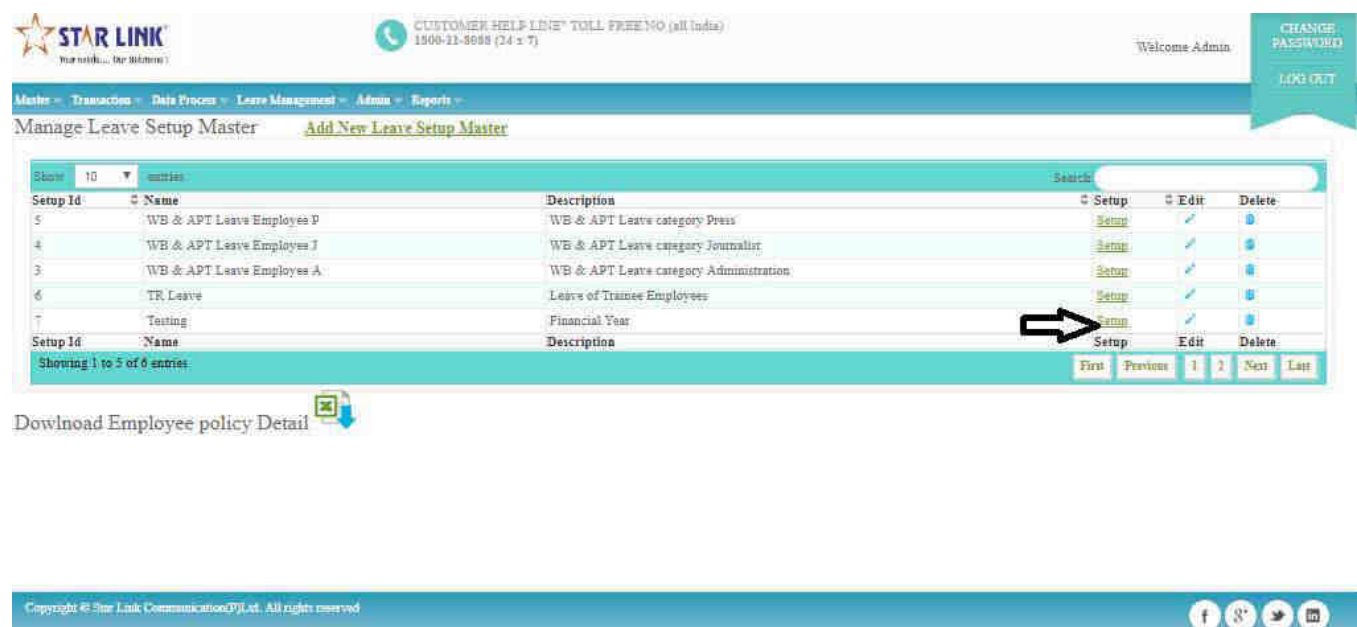 STAR LINK
Your needs.... Our Solutions !
CUSTOMER HELP LINE" TOLL FREE NO (all India)
1800-11-8088 (24 x 7)
Welcome Admin
CHANGE
PASSWORD
LOG OUT
Master Transaction Data Process Leave Management Admin Reports
Manage Leave Setup Master Add New Leave Setup Master
Show 10 entries Search:
Setup Id Name Description Setup Edit Delete
5 WB & APT Leave Employee P WB & APT Leave category Press Setup
4 WB & APT Leave Employee J WB & APT Leave category Journalist Setup
3 WB & APT Leave Employee A WB & APT Leave category Administration Setup
6 TR Leave Leave of Trainee Employees Setup
7 Testing Financial Year Setup
Setup Id Name Description Setup Edit Delete
Showing 1 to 5 of 6 entries First Previous 1 2 Next Last
Dowlnoad Employee policy Detail
Copyright © Star Link Communication(P)Ltd. All rights reserved